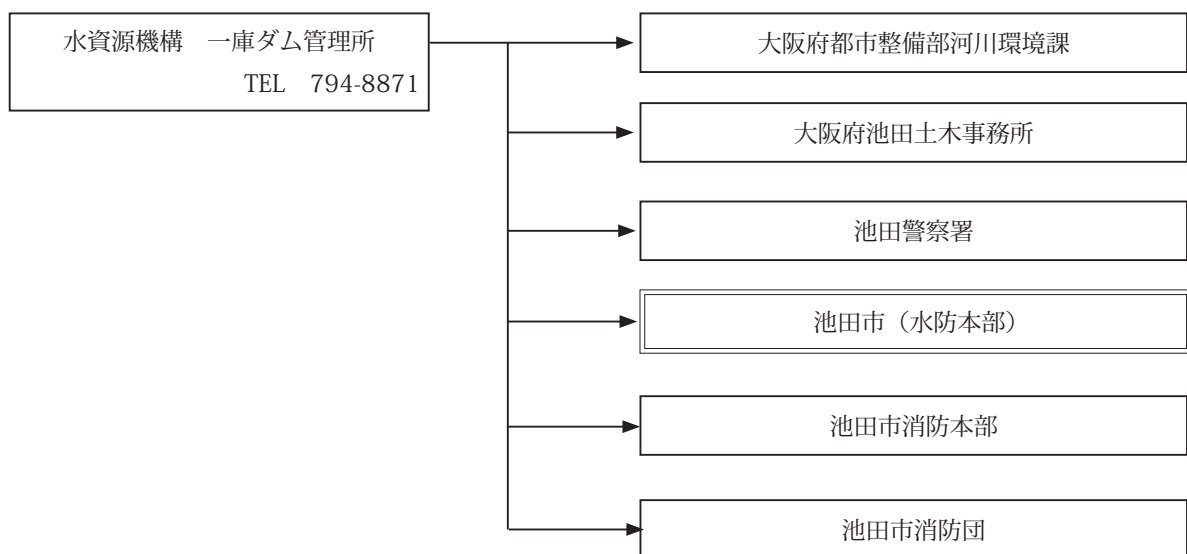 水資源機構　一庫ダム管理所
TEL　794-8871
大阪府都市整備部河川環境課
大阪府池田土木事務所
池田警察署
池田市（水防本部）
池田市消防本部
池田市消防団